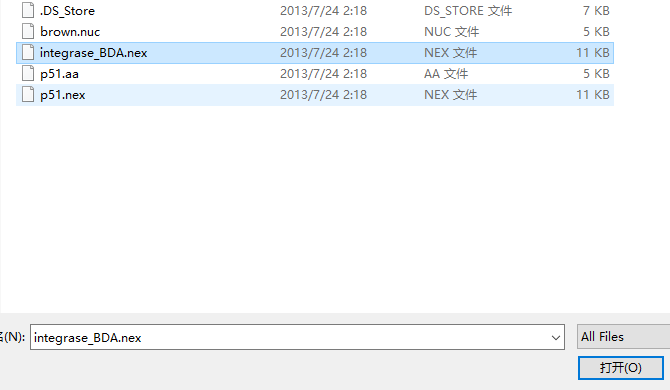 .DS_Store 2013/7/24 2:18 DS_STORE 文件 7 KB
brown.nuc 2013/7/24 2:18 NUC 文件 5 KB
integrase_BDA.nex 2013/7/24 2:18 NEX 文件 11 KB
p51.aa 2013/7/24 2:18 AA 文件 5 KB
p51.nex 2013/7/24 2:18 NEX 文件 11 KB
(N): integrase_BDA.nex All Files
打开(O)